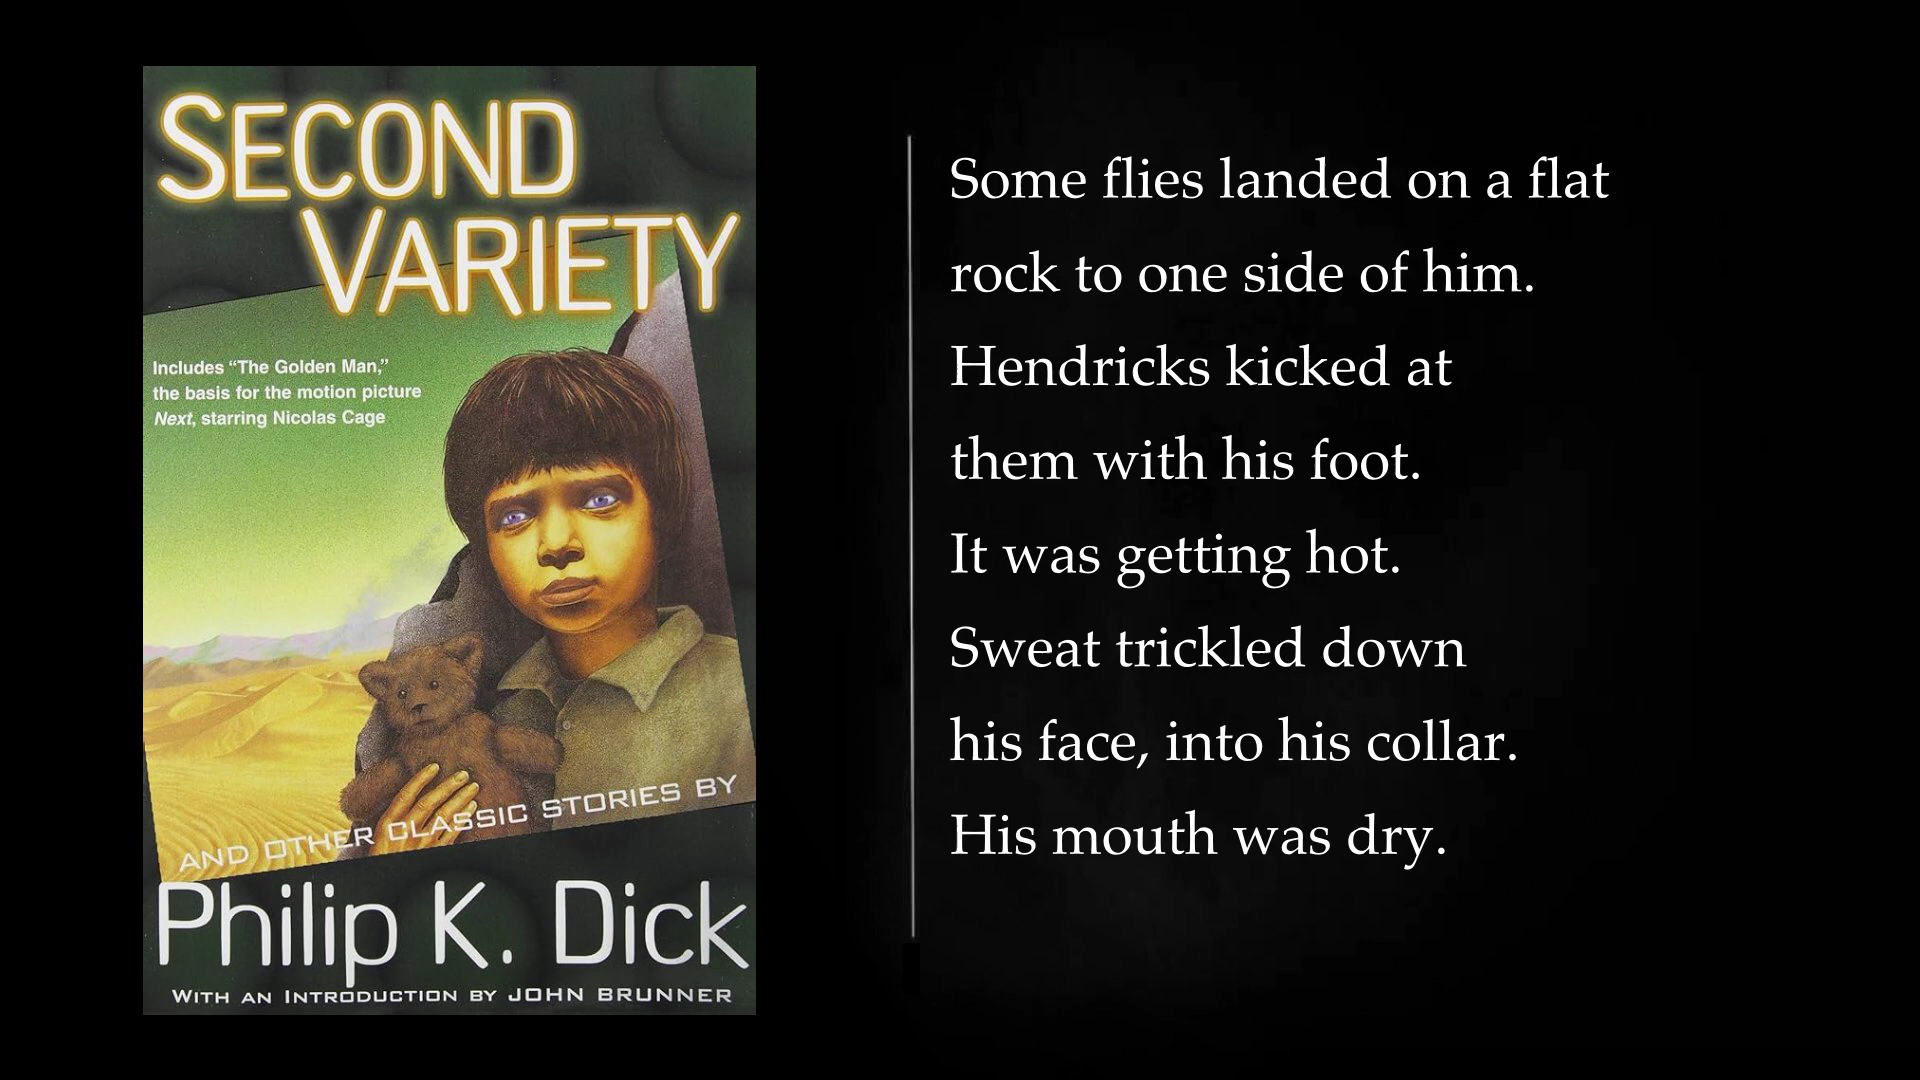 SECOND
VARIETY
Includes “The Golden Man,”
the basis for the motion picture
Next, starring Nicolas Cage
AND OTHER CLASSIC STORIES BY
Philip K. Dick
WITH AN INTRODUCTION BY JOHN BRUNNER
Some flies landed on a flat
rock to one side of him.
Hendricks kicked at
them with his foot.
It was getting hot.
Sweat trickled down
his face, into his collar.
His mouth was dry.